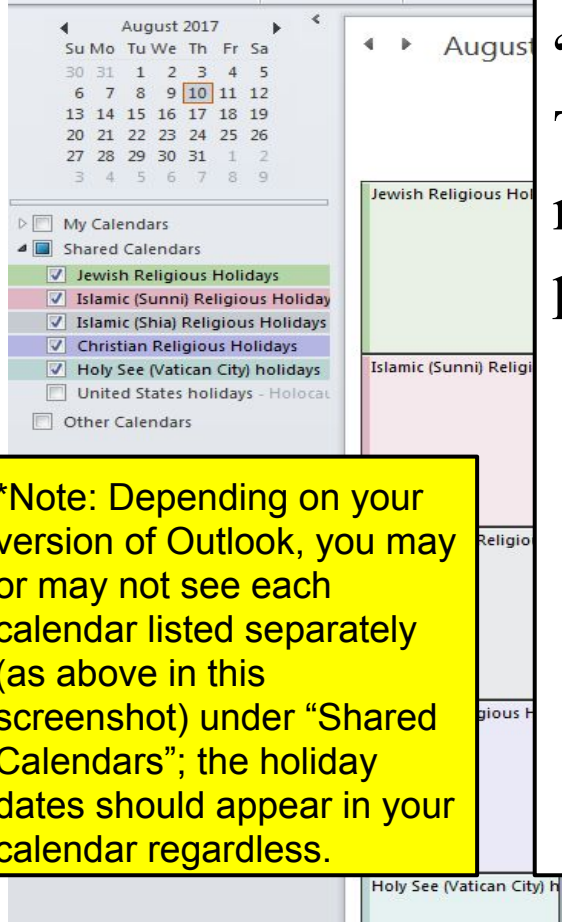 August 2017
Su Mo Tu We Th Fr Sa
30 31 1 2 3 4 5
6 7 8 9 10 11 12
13 14 15 16 17 18 19
20 21 22 23 24 25 26
27 28 29 30 31 1 2
3 4 5 6 7 8 9
My Calendars
Shared Calendars
Jewish Religious Holidays
Islamic (Sunni) Religious Holiday
Islamic (Shia) Religious Holidays
Christian Religious Holidays
Holy See (Vatican City) holidays
United States holidays - Holocau
Other Calendars
*Note: Depending on your
version of Outlook, you may
or may not see each
calendar listed separately
(as above in this
screenshot) under “Shared
Calendars”; the holiday
dates should appear in your
calendar regardless.
August
Jewish Religious Hol
Islamic (Sunni) Religi
Religio
gious H
Holy See (Vatican City) h